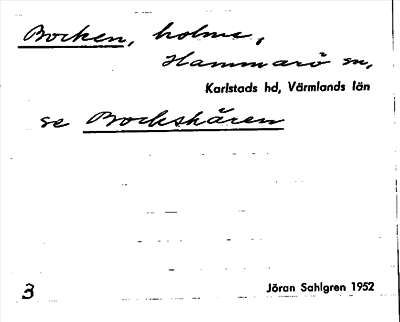 Bocken, holme,
Hammarö sn,
Karlstads hd, Värmlands län
se Bockskären
3
Jöran Sahlgren 1952